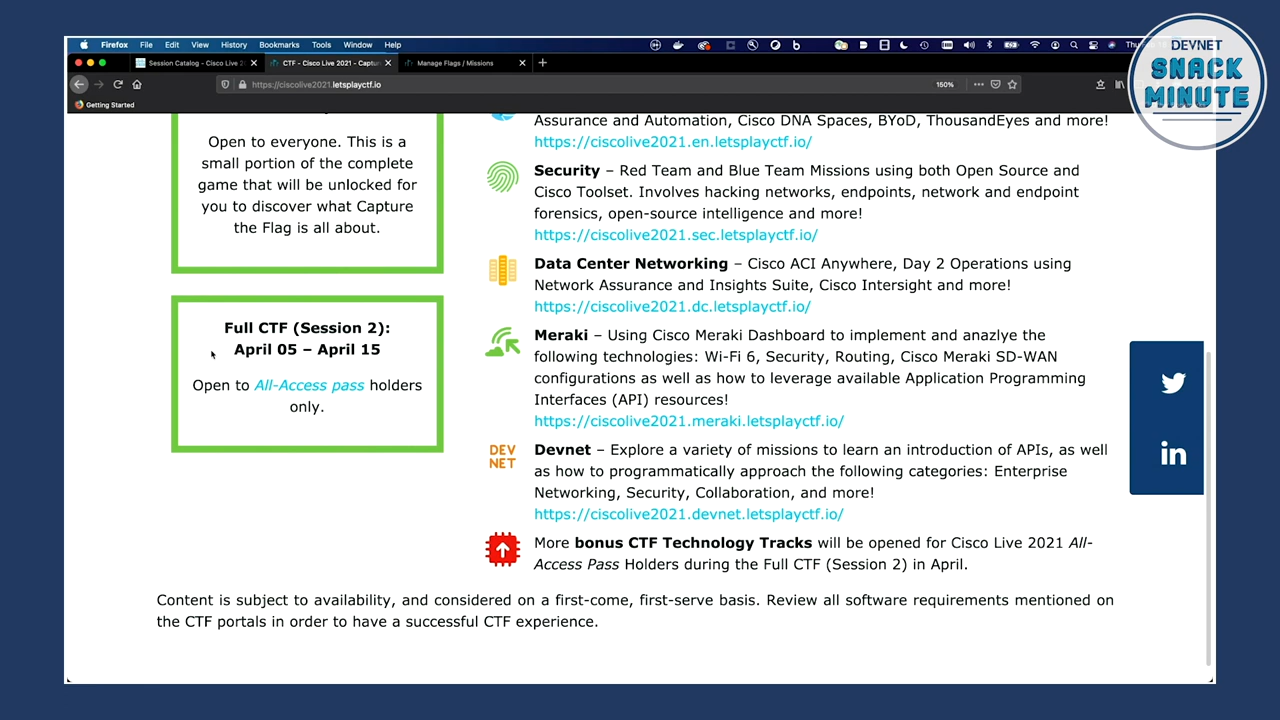 Firefox File Edit View History Bookmarks Tools Window Help
DEVNET
SNACK
MINUTE
Session Catalog - Cisco Live 2
CTF - Cisco Live 2021 - Captu
Manage Flags / Missions
https://ciscolive2021.letsplayctf.io
150%
Getting Started
Open to everyone. This is a
small portion of the complete
game that will be unlocked for
you to discover what Capture
the Flag is all about.
Full CTF (Session 2):
April 05 – April 15
Open to All-Access pass holders
only.
Assurance and Automation, Cisco DNA Spaces, BYoD, ThousandEyes and more!
https://ciscolive2021.en.letsplayctf.io/
Security – Red Team and Blue Team Missions using both Open Source and
Cisco Toolset. Involves hacking networks, endpoints, network and endpoint
forensics, open-source intelligence and more!
https://ciscolive2021.sec.letsplayctf.io/
Data Center Networking – Cisco ACI Anywhere, Day 2 Operations using
Network Assurance and Insights Suite, Cisco Intersight and more!
https://ciscolive2021.dc.letsplayctf.io/
Meraki – Using Cisco Meraki Dashboard to implement and anazlye the
following technologies: Wi-Fi 6, Security, Routing, Cisco Meraki SD-WAN
configurations as well as how to leverage available Application Programming
Interfaces (API) resources!
https://ciscolive2021.meraki.letsplayctf.io/
DEV
NET
Devnet – Explore a variety of missions to learn an introduction of APIs, as well
as how to programmatically approach the following categories: Enterprise
Networking, Security, Collaboration, and more!
https://ciscolive2021.devnet.letsplayctf.io/
More bonus CTF Technology Tracks will be opened for Cisco Live 2021 All-
Access Pass Holders during the Full CTF (Session 2) in April.
in
Content is subject to availability, and considered on a first-come, first-serve basis. Review all software requirements mentioned on
the CTF portals in order to have a successful CTF experience.